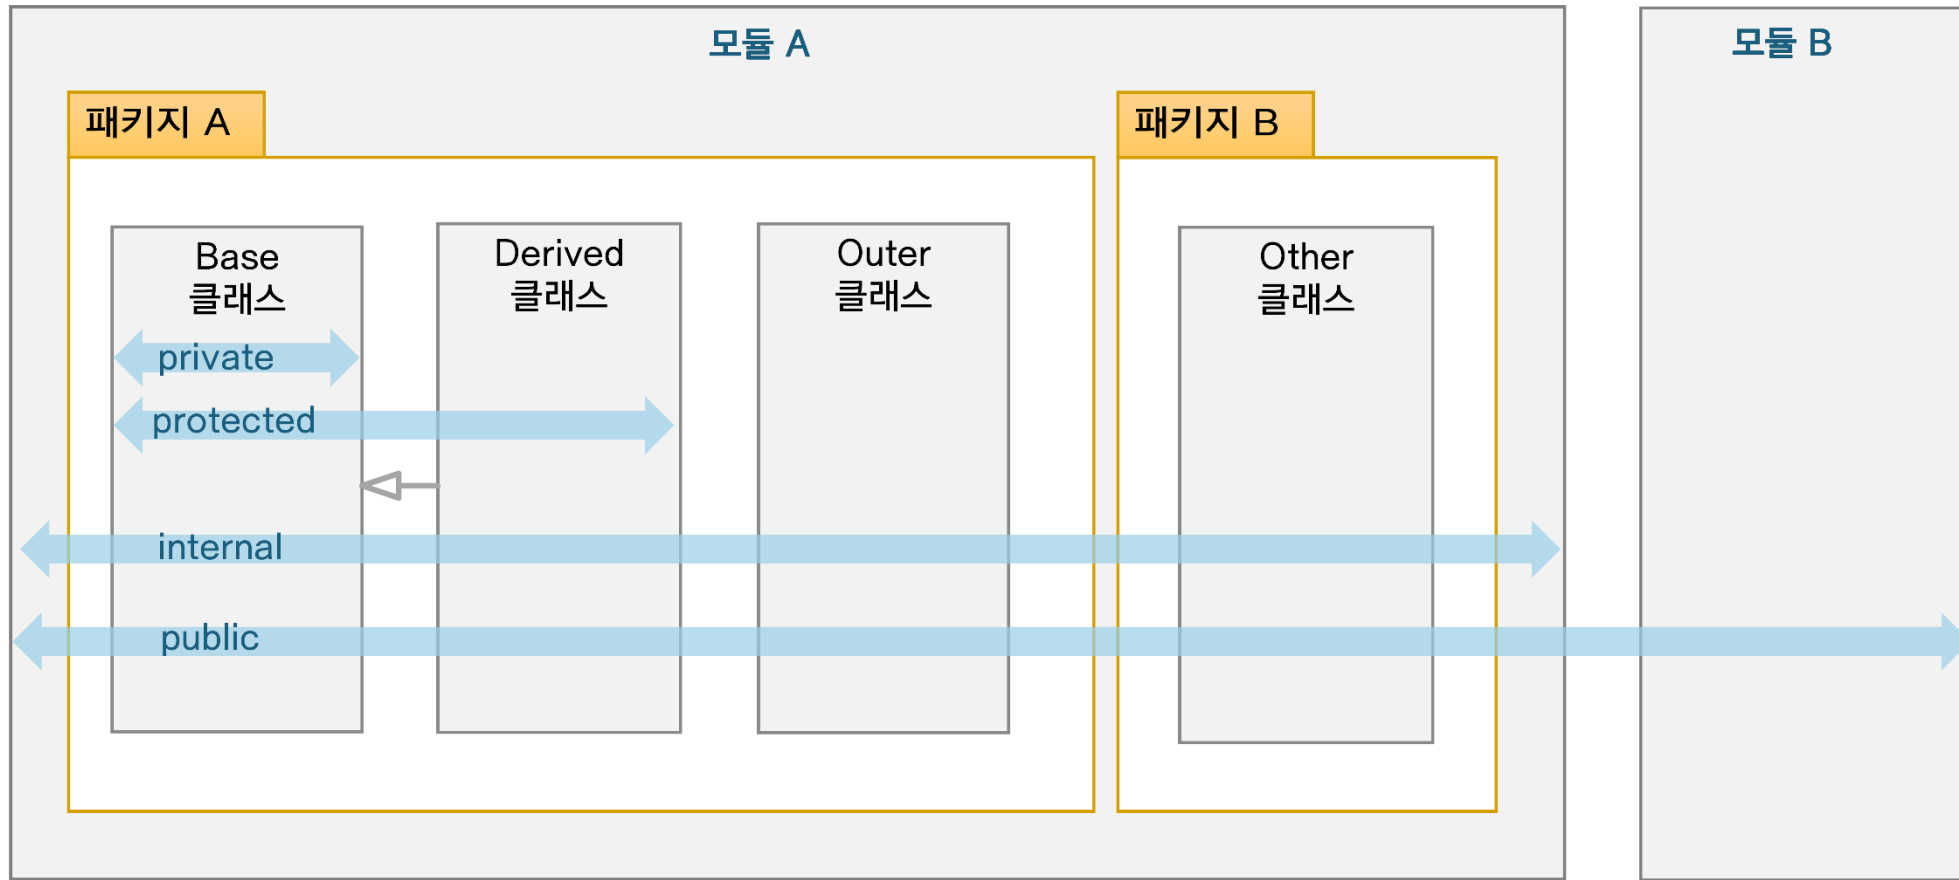 모듈 A
모듈 B
패키지 A
패키지 B
Base
클래스
Derived
클래스
Outer
클래스
Other
클래스
private
protected
internal
public